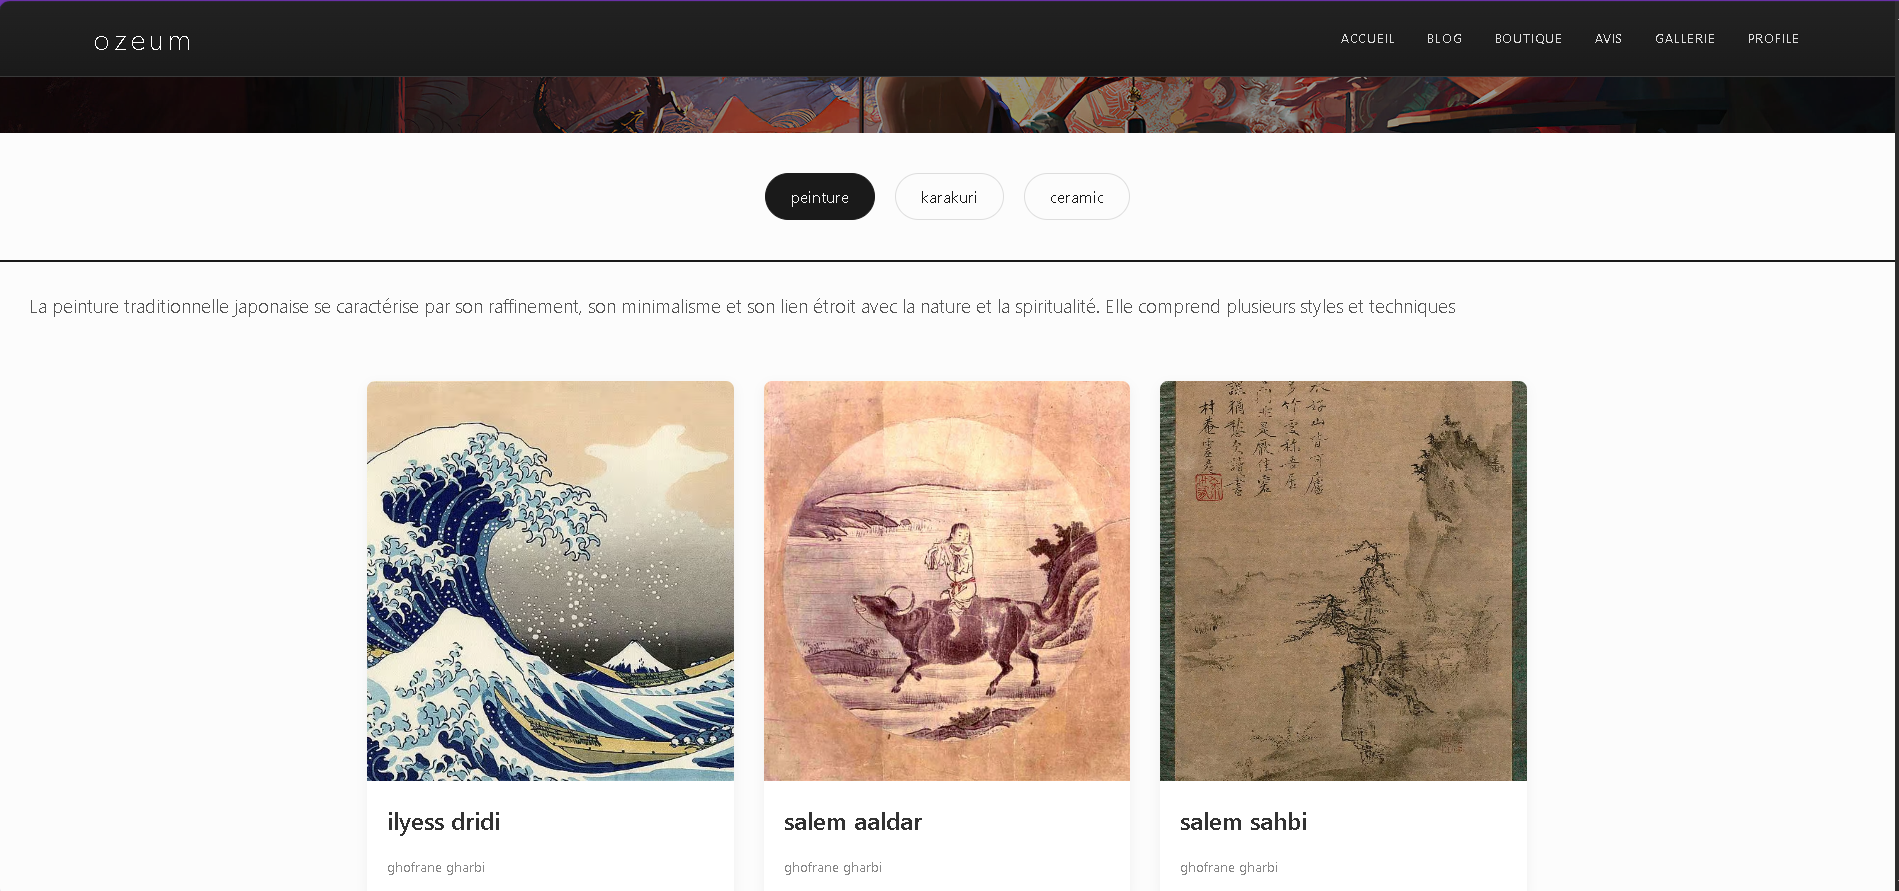 ozeum
ACCUEIL BLOG BOUTIQUE AVIS GALLERIE PROFILE
peinture karakuri ceramic
La peinture traditionnelle japonaise se caractérise par son raffinement, son minimalisme et son lien étroit avec la nature et la spiritualité. Elle comprend plusieurs styles et techniques
ilyess dridi
ghofrane gharbi
salem aaldar
ghofrane gharbi
salem sahbi
ghofrane gharbi